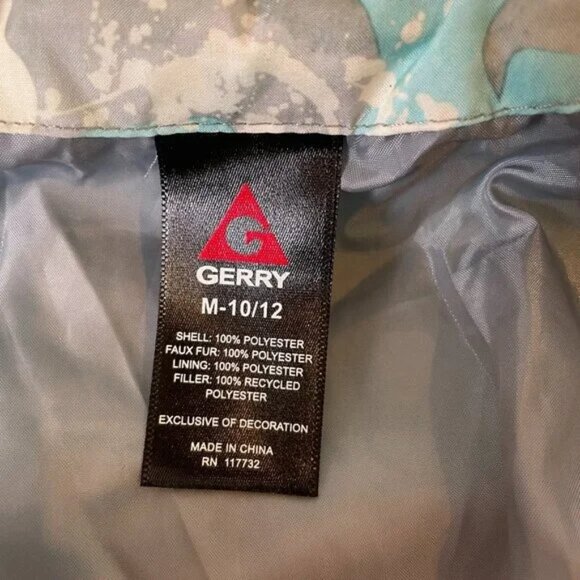 G
GERRY
M-10/12
SHELL: 100% POLYESTER
FAUX FUR: 100% POLYESTER
LINING: 100% POLYESTER
FILLER: 100% RECYCLED
POLYESTER
EXCLUSIVE OF DECORATION
MADE IN CHINA
RN 117732